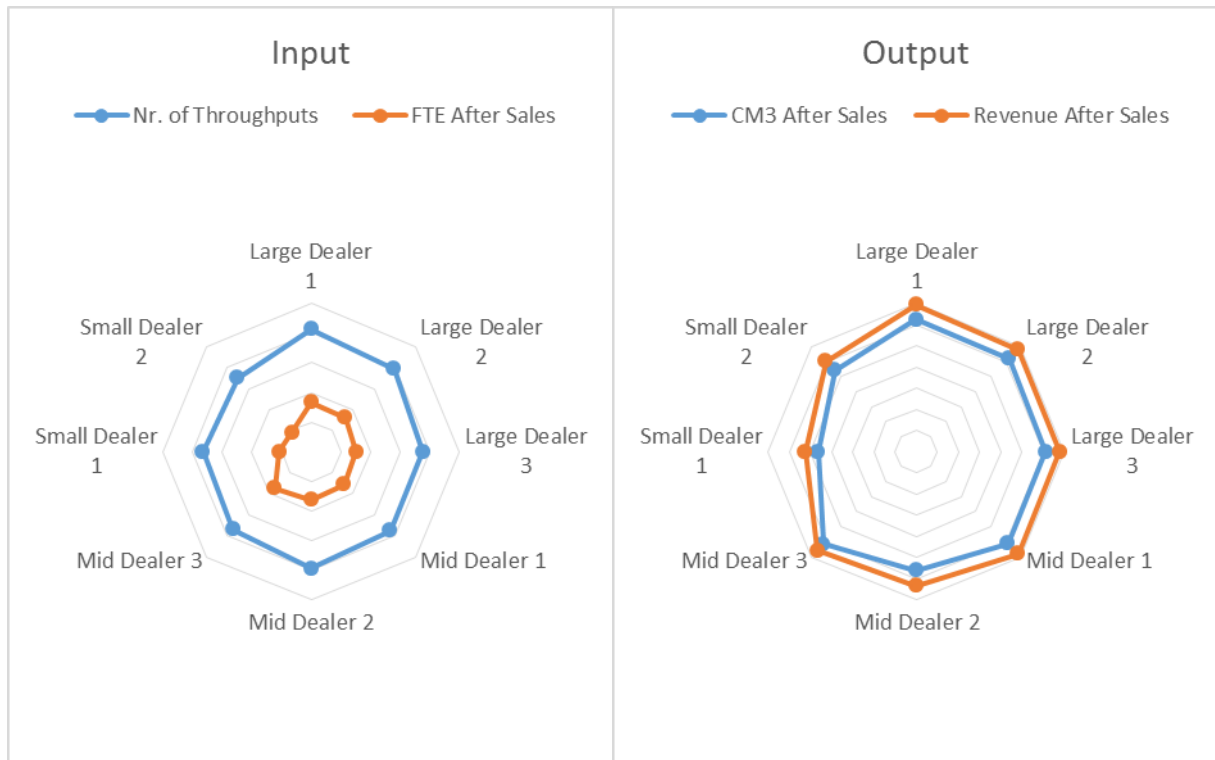 Input
Nr. of Throughputs
FTE After Sales
Large Dealer
1
Large Dealer
2
Large Dealer
3
Mid Dealer 1
Mid Dealer 2
Mid Dealer 3
Small Dealer
1
Small Dealer
2
Output
CM3 After Sales
Revenue After Sales
Large Dealer
1
Large Dealer
2
Large Dealer
3
Mid Dealer 1
Mid Dealer 2
Mid Dealer 3
Small Dealer
1
Small Dealer
2